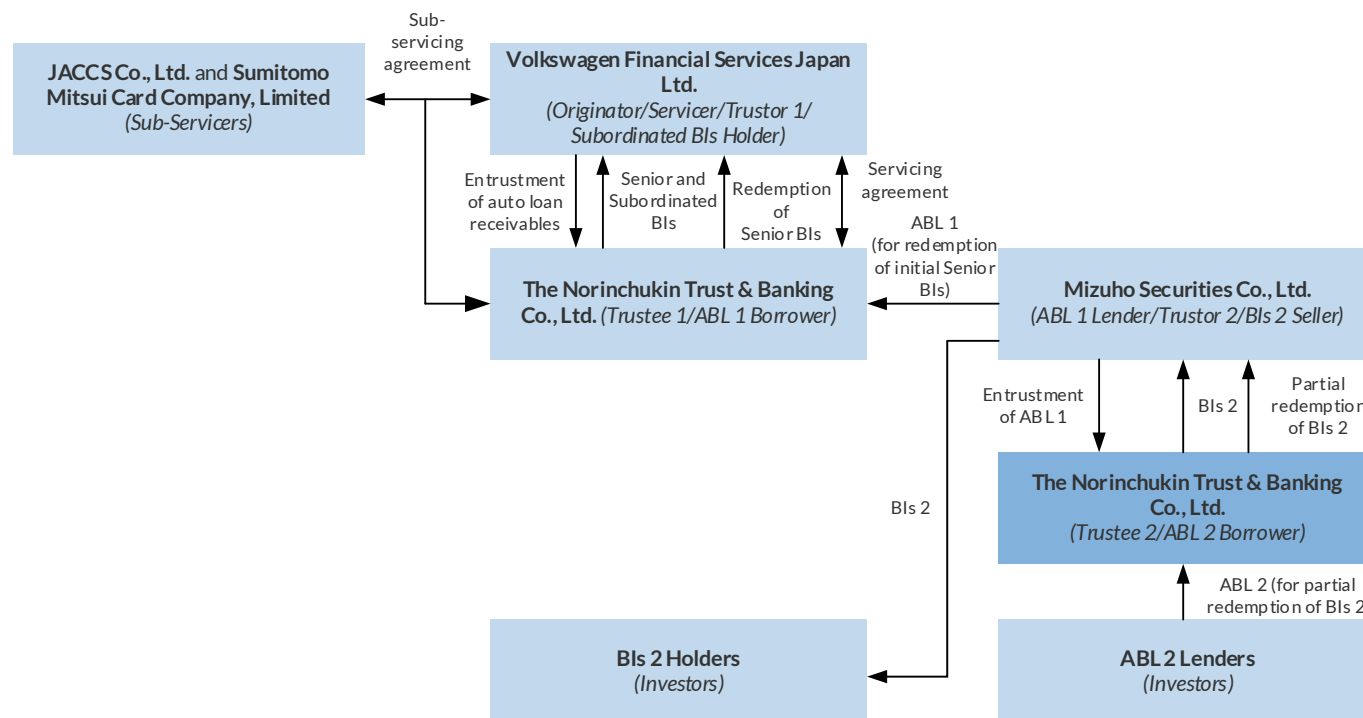 Sub-
servicing
agreement
JACCS Co., Ltd. and Sumitomo
Mitsui Card Company, Limited
(Sub-Servicers)
Volkswagen Financial Services Japan
Ltd.
(Originator/Servicer/Trustor 1/
Subordinated BIs Holder)
Entrustment
of auto loan
receivables
Senior and
Subordinated
BIs
Redemption
of
Senior BIs
Servicing
agreement
ABL 1
(for redemption
of initial Senior
BIs)
The Norinchukin Trust & Banking
Co., Ltd. (Trustee 1/ABL 1 Borrower)
Mizuho Securities Co., Ltd.
(ABL 1 Lender/Trustor 2/BIs 2 Seller)
Entrustment
of ABL 1
BIs 2
Partial
redemption
of BIs 2
The Norinchukin Trust & Banking
Co., Ltd.
(Trustee 2/ABL 2 Borrower)
BIs 2
ABL 2 (for partial
redemption of BIs 2
BIs 2 Holders
(Investors)
ABL 2 Lenders
(Investors)